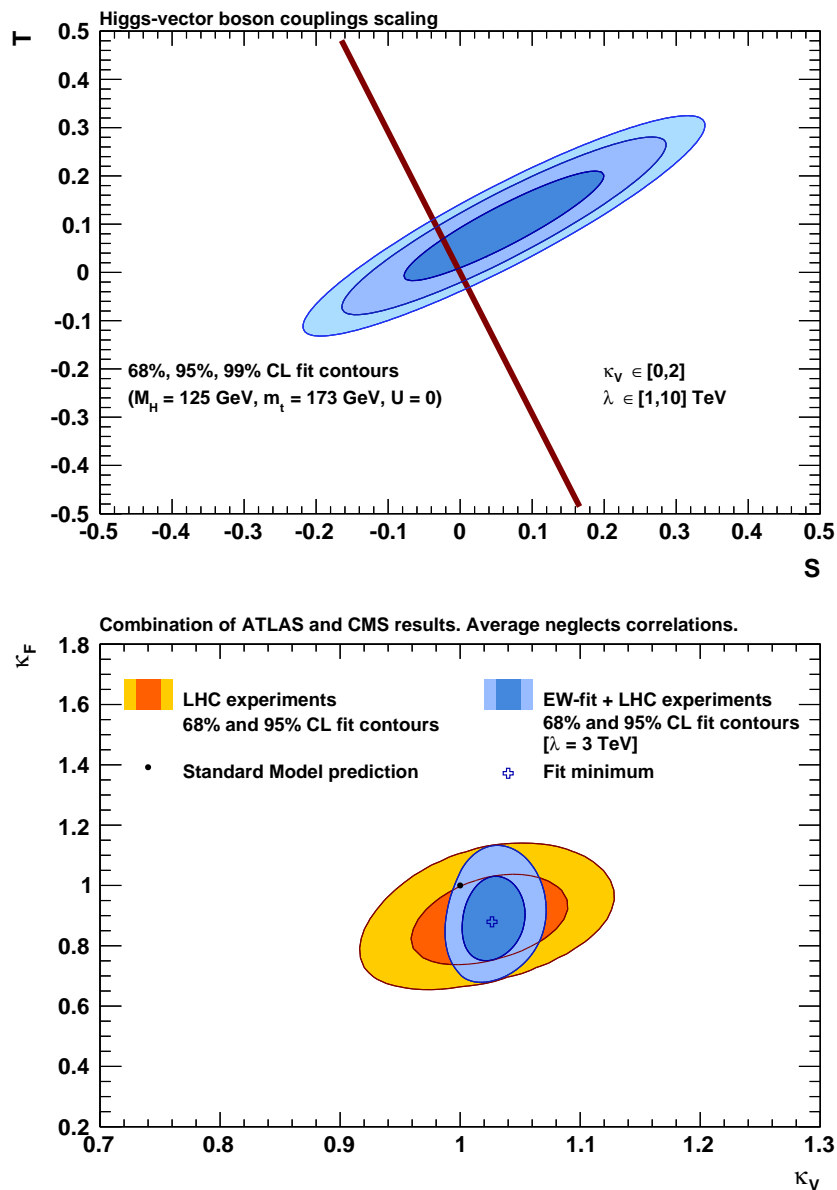 Higgs-vector boson couplings scaling
T
0.5
0.4
0.3
0.2
0.1
0
-0.1
-0.2
-0.3
-0.4
-0.5
68%, 95%, 99% CL fit contours
(M_H = 125 GeV, m_t = 173 GeV, U = 0)
κ_V ∈ [0,2]
λ ∈ [1,10] TeV
-0.5 -0.4 -0.3 -0.2 -0.1 0 0.1 0.2 0.3 0.4 0.5
S
Combination of ATLAS and CMS results. Average neglects correlations.
κ_F
1.8
1.6
1.4
1.2
1
0.8
0.6
0.4
0.2
LHC experiments
68% and 95% CL fit contours
Standard Model prediction
EW-fit + LHC experiments
68% and 95% CL fit contours
[λ = 3 TeV]
Fit minimum
0.7 0.8 0.9 1 1.1 1.2 1.3
κ_V